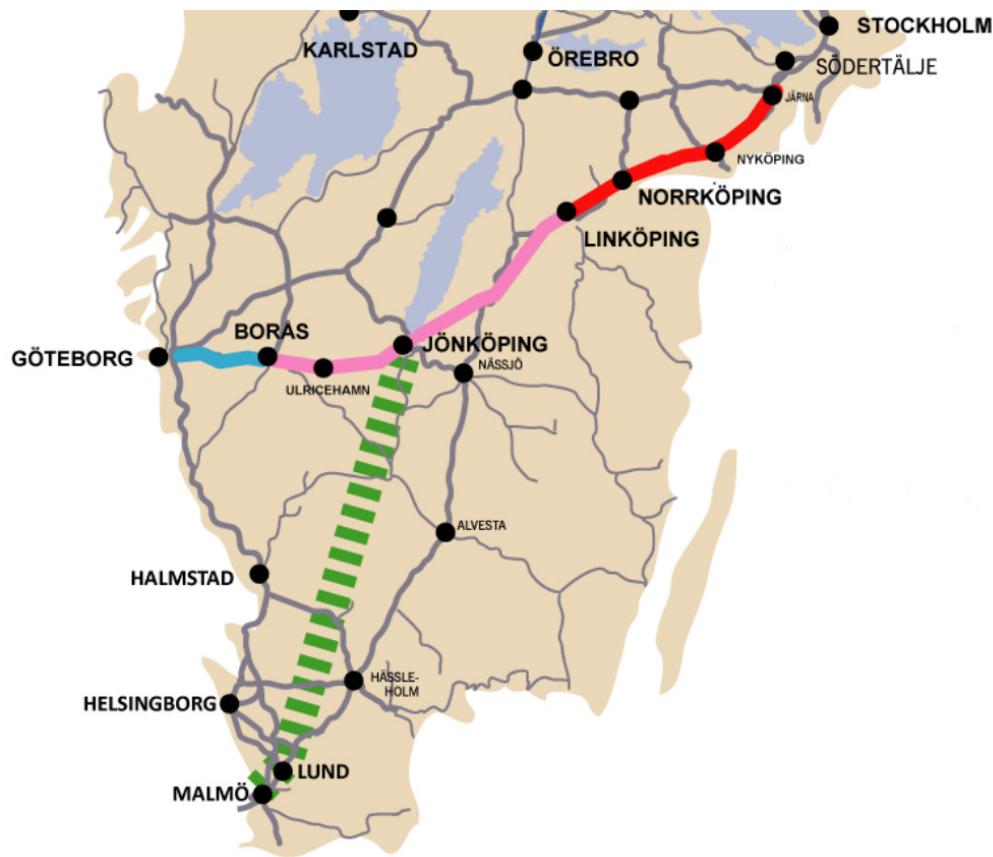 STOCKHOLM
KARLSTAD
ÖREBRO
SÖDERTÄLJE
JÄRNA
NYKÖPING
NORRKÖPING
LINKÖPING
BORÅS
JÖNKÖPING
GÖTEBORG
NÄSSJÖ
ULRICEHAMN
ALVESTA
HALMSTAD
HÄSSLE-
HOLM
HELSINGBORG
LUND
MALMÖ